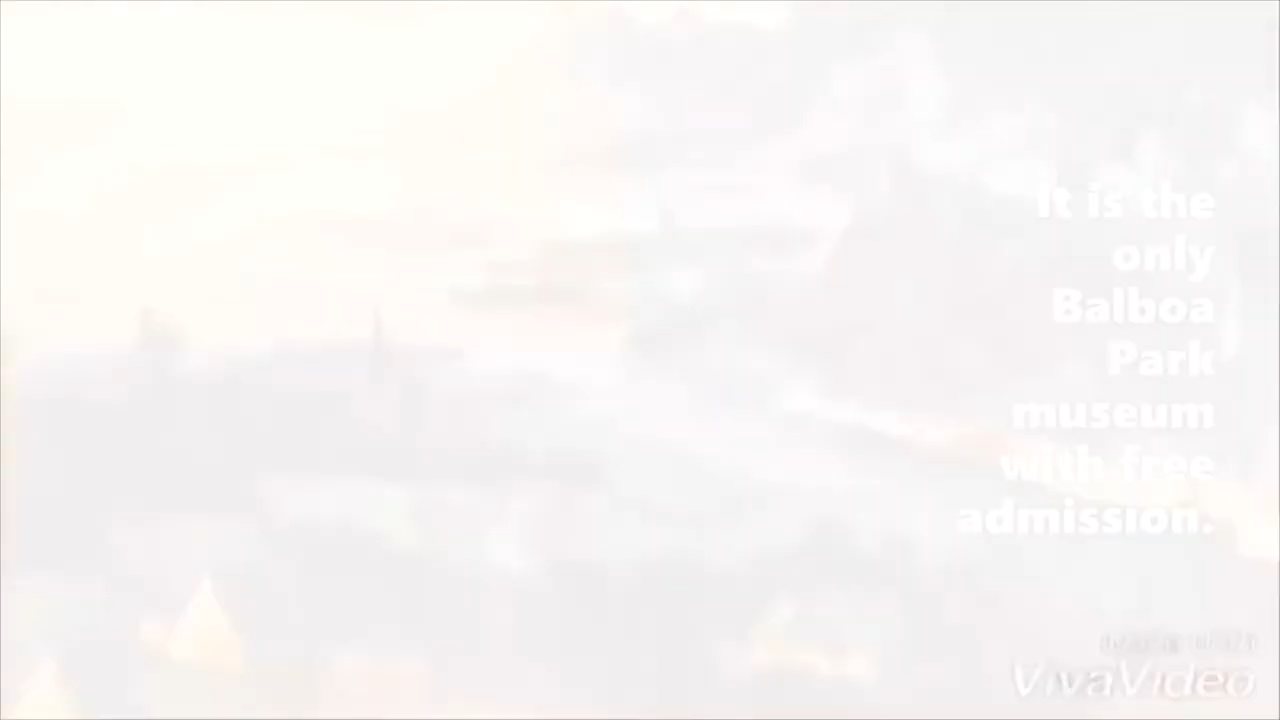 It is the
only
Balboa
Park
museum
with free
admission.
VivaVideo